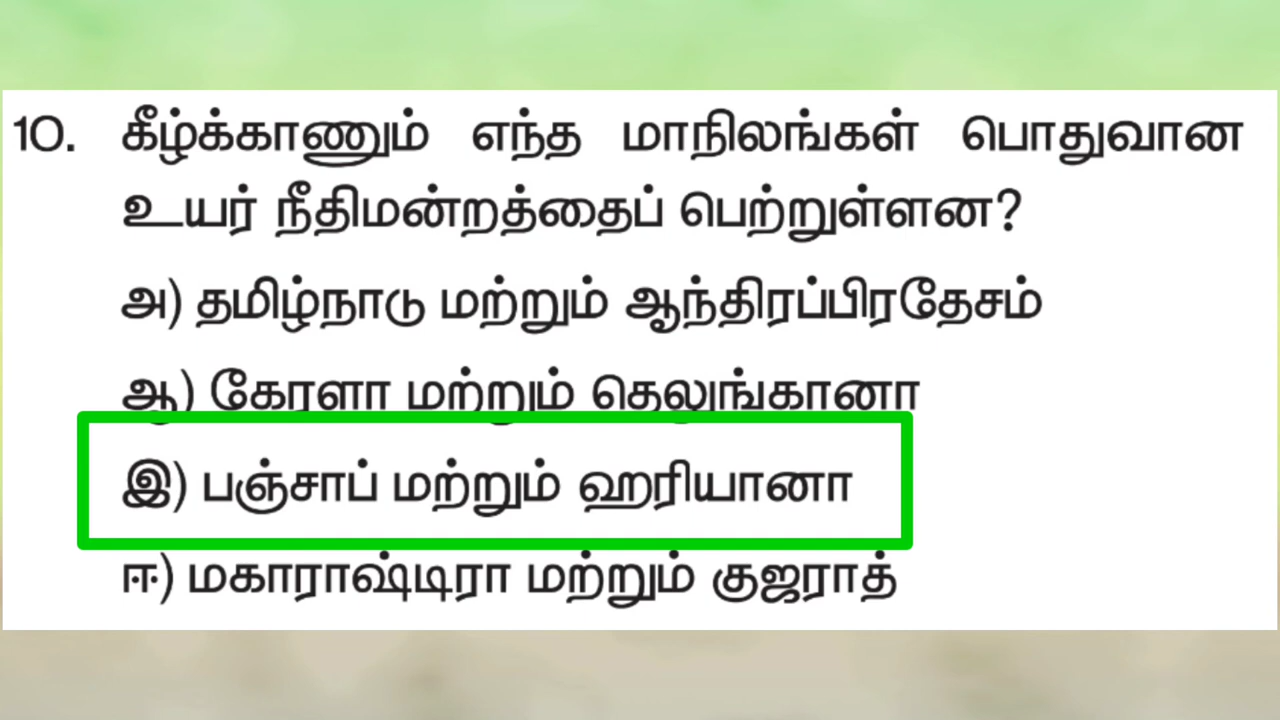 10. கீழ்க்காணும் எந்த மாநிலங்கள் பொதுவான
உயர் நீதிமன்றத்தைப் பெற்றுள்ளன?
அ) தமிழ்நாடு மற்றும் ஆந்திரப்பிரதேசம்
ஆ) கேரளா மற்றும் தெலுங்கானா
இ) பஞ்சாப் மற்றும் ஹரியானா
ஈ) மகாராஷ்டிரா மற்றும் குஜராத்